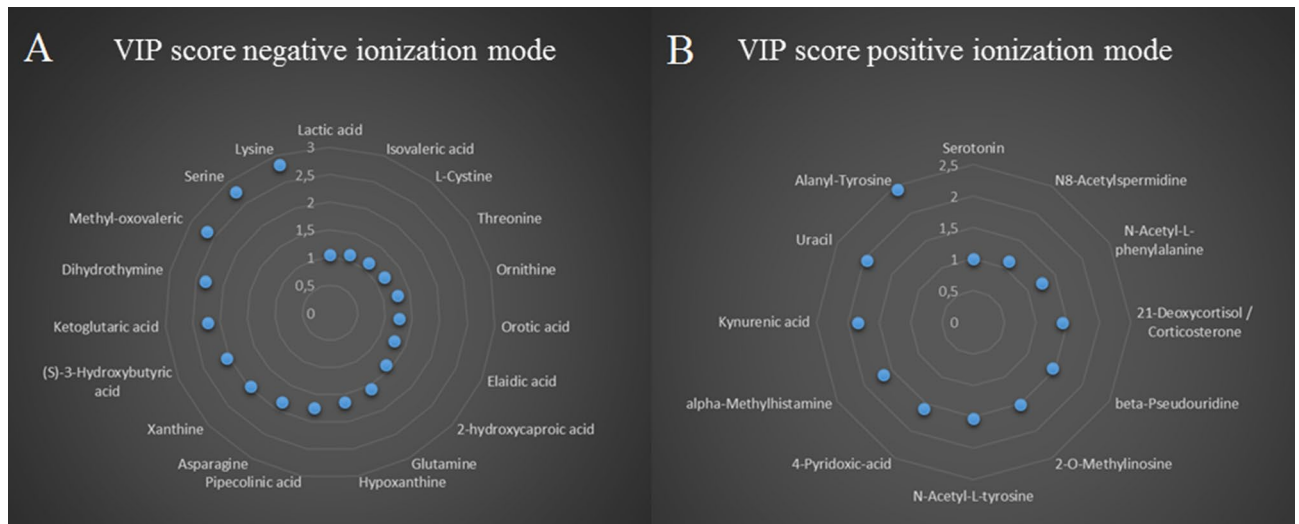 A
VIP score negative ionization mode
Lactic acid
Isovaleric acid
L-Cystine
Threonine
Ornithine
Orotic acid
Elaidic acid
2-hydroxycaproic acid
Glutamine
Hypoxanthine
Pipecolinic acid
Asparagine
Xanthine
(S)-3-Hydroxybutyric
acid
Ketoglutaric acid
Dihydrothymine
Methyl-oxovaleric
Serine
Lysine
3
2,5
2
1,5
1
0,5
0
B
VIP score positive ionization mode
Serotonin
N8-Acetylspermidine
N-Acetyl-L-
phenylalanine
21-Deoxycortisol /
Corticosterone
beta-Pseudouridine
2-O-Methylinosine
N-Acetyl-L-tyrosine
4-Pyridoxic-acid
alpha-Methylhistamine
Kynurenic acid
Uracil
Alanyl-Tyrosine
2,5
2
1,5
1
0,5
0